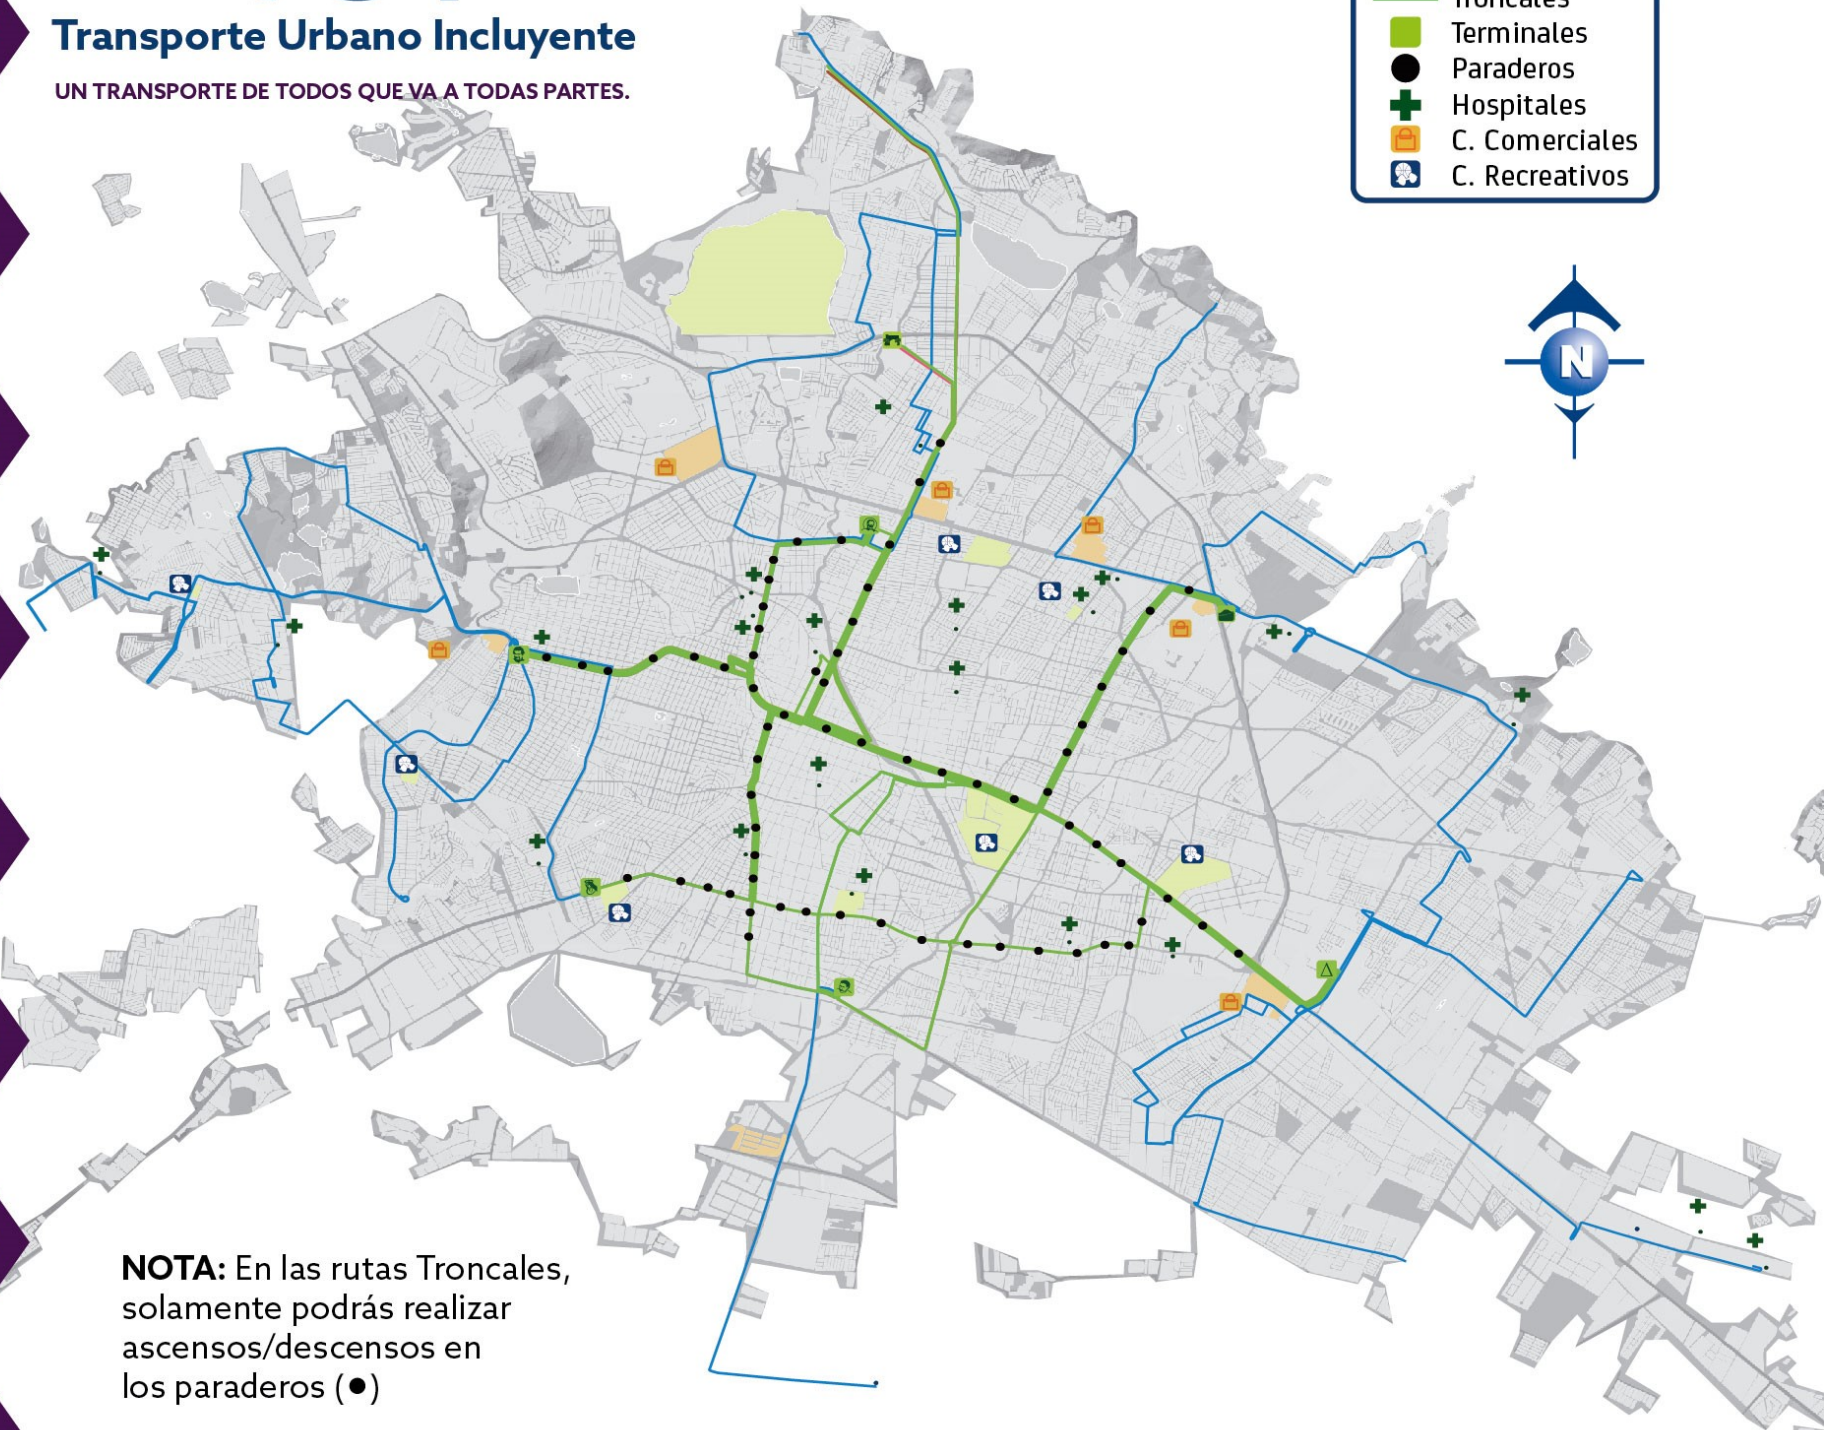 Transporte Urbano Incluyente
UN TRANSPORTE DE TODOS QUE VA A TODAS PARTES.
Troncales
Terminales
Paraderos
Hospitales
C. Comerciales
C. Recreativos
N
NOTA: En las rutas Troncales,
solamente podrás realizar
ascensos/descensos en
los paraderos (●)